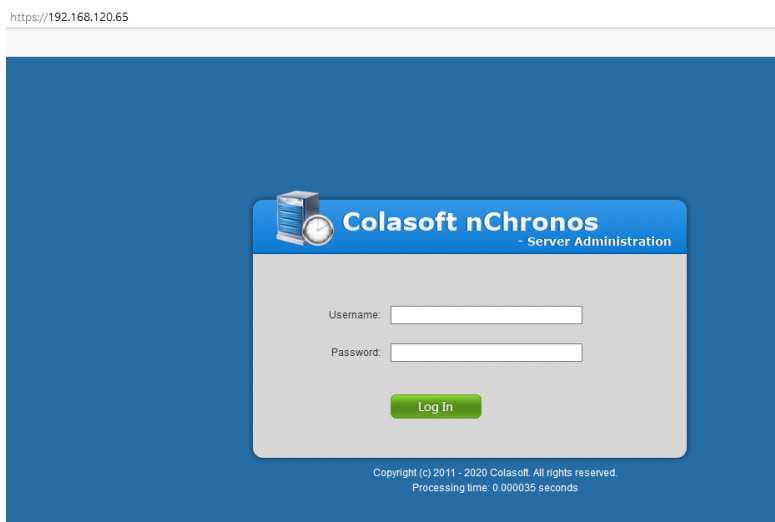 https://192.168.120.65
Colasoft nChronos
- Server Administration
Username:
Password:
Log In
Copyright (c) 2011 - 2020 Colasoft. All rights reserved.
Processing time: 0.000035 seconds